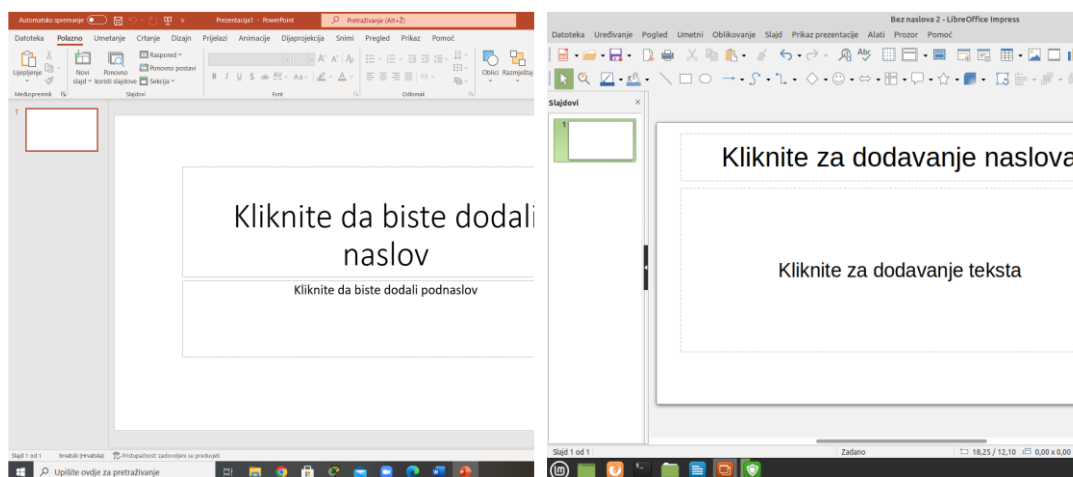 Automatsko spremanje
Prezentacija1 - PowerPoint
Pretraživanje (Alt+Ž)
Datoteka Polazno Umetanje Crtanje Dizajn Prijelazi Animacije Dijaprojekcija Snimi Pregled Prikaz Pomoć
Lijepljenje
Novi slajd
Ponovno koristi slajdove
Raspored
Ponovno postavi
Sekcija
Oblici Razmještaj
Međuspremnik Slajdovi Font Odlomak
1
Kliknite da biste dodali
naslov
Kliknite da biste dodali podnaslov
Slajd 1 od 1 hrvatski (Hrvatska) Pristupačnost: zadovoljeni su preduvjeti
Upišite ovdje za pretraživanje
Bez naslova 2 - LibreOffice Impress
Datoteka Uređivanje Pogled Umetni Oblikovanje Slajd Prikaz prezentacije Alati Prozor Pomoć
Slajdovi
1
Kliknite za dodavanje naslova
Kliknite za dodavanje teksta
Slajd 1 od 1 Zadano 18,25 / 12,10 0,00 x 0,00